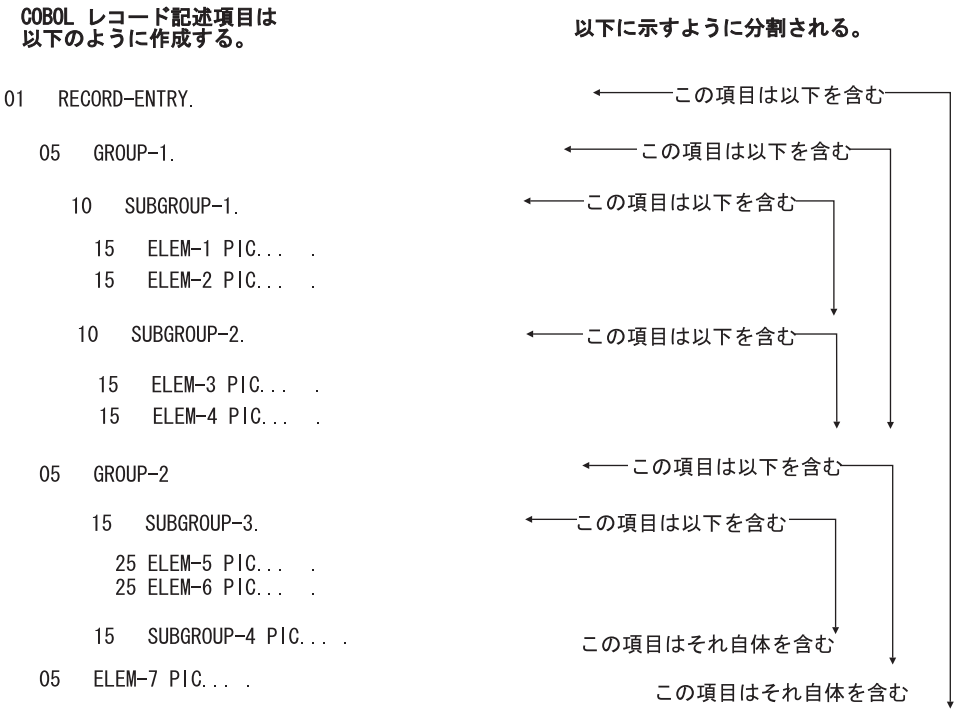 COBOL レコード記述項目は
以下のように作成する。
以下に示すように分割される。
01 RECORD-ENTRY.
この項目は以下を含む
05 GROUP-1.
この項目は以下を含む
10 SUBGROUP-1.
この項目は以下を含む
15 ELEM-1 PIC... .
15 ELEM-2 PIC... .
10 SUBGROUP-2.
この項目は以下を含む
15 ELEM-3 PIC... .
15 ELEM-4 PIC... .
05 GROUP-2
この項目は以下を含む
15 SUBGROUP-3.
この項目は以下を含む
25 ELEM-5 PIC... .
25 ELEM-6 PIC... .
15 SUBGROUP-4 PIC... .
この項目はそれ自体を含む
05 ELEM-7 PIC... .
この項目はそれ自体を含む